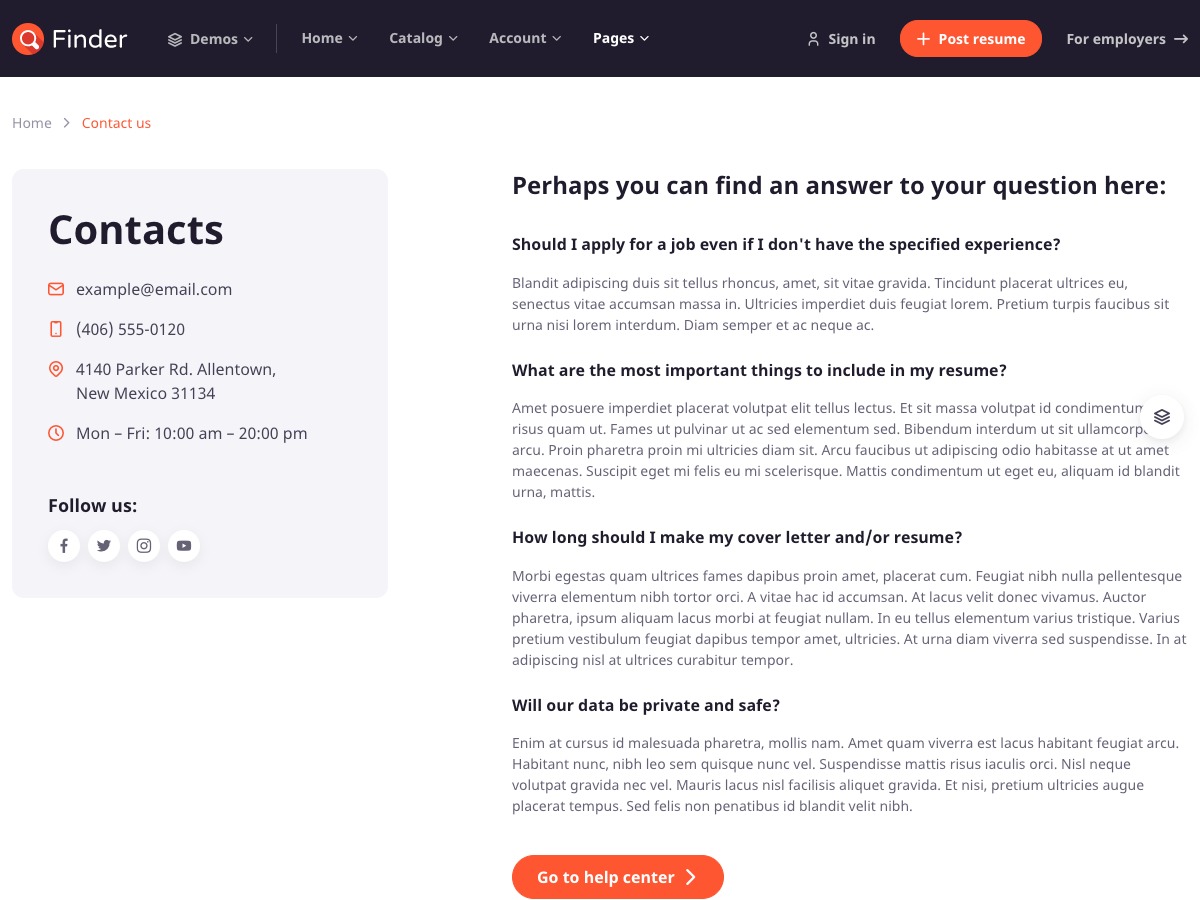 Finder
Demos
Home
Catalog
Account
Pages
Sign in
Post resume
For employers
Home
Contact us
Contacts
example@email.com
(406) 555-0120
4140 Parker Rd. Allentown,
New Mexico 31134
Mon – Fri: 10:00 am – 20:00 pm
Follow us:
Perhaps you can find an answer to your question here:
Should I apply for a job even if I don't have the specified experience?
Blandit adipiscing duis sit tellus rhoncus, amet, sit vitae gravida. Tincidunt placerat ultrices eu,
senectus vitae accumsan massa in. Ultricies imperdiet duis feugiat lorem. Pretium turpis faucibus sit
urna nisi lorem interdum. Diam semper et ac neque ac.
What are the most important things to include in my resume?
Amet posuere imperdiet placerat volutpat elit tellus lectus. Et sit massa volutpat id condimentum
risus quam ut. Fames ut pulvinar ut ac sed elementum sed. Bibendum interdum ut sit
arcu. Proin pharetra proin mi ultricies diam sit. Arcu faucibus ut adipiscing odio habitasse at ut amet
maecenas. Suscipit eget mi felis eu mi scelerisque. Mattis condimentum ut eget eu, aliquam id blandit
urna, mattis.
How long should I make my cover letter and/or resume?
Morbi egestas quam ultrices fames dapibus proin amet, placerat cum. Feugiat nibh nulla pellentesque
viverra elementum nibh tortor orci. A vitae hac id accumsan. At lacus velit donec vivamus. Auctor
pharetra, ipsum aliquam lacus morbi at feugiat nullam. In eu tellus elementum varius tristique. Varius
pretium vestibulum feugiat dapibus tempor amet, ultricies. At urna diam viverra sed suspendisse. In at
adipiscing nisl at ultrices curabitur tempor.
Will our data be private and safe?
Enim at cursus id malesuada pharetra, mollis nam. Amet quam viverra est lacus habitant feugiat arcu.
Habitant nunc, nibh leo sem quisque nunc vel. Suspendisse mattis risus iaculis orci. Nisl neque
volutpat gravida nec vel. Mauris lacus nisl facilisis aliquet gravida. Et nisi, pretium ultricies augue
placerat tempus. Sed felis non penatibus id blandit velit nibh.
Go to help center